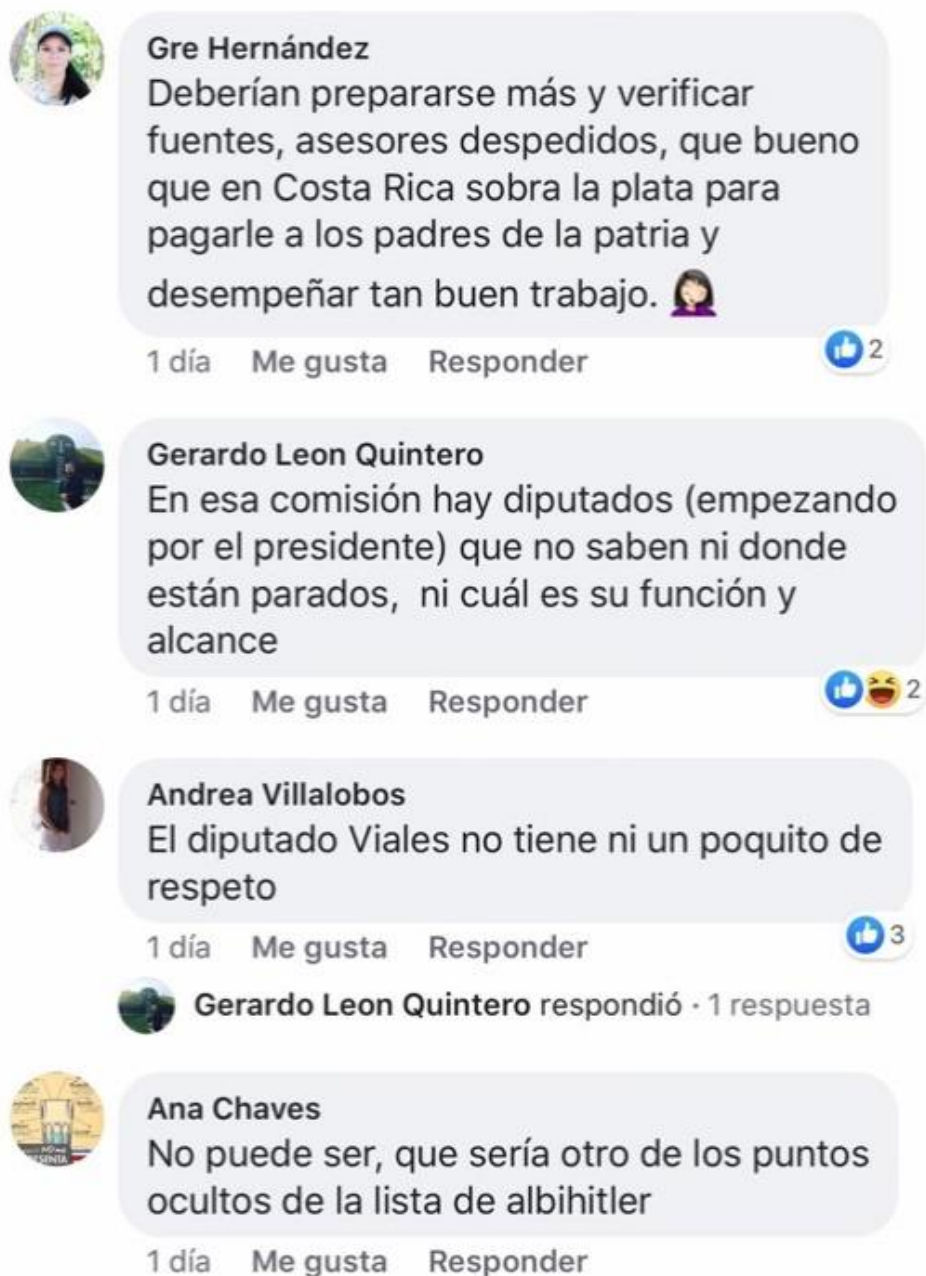 Gre Hernández
Deberían prepararse más y verificar
fuentes, asesores despedidos, que bueno
que en Costa Rica sobra la plata para
pagarle a los padres de la patria y
desempeñar tan buen trabajo.
1 día Me gusta Responder 2
Gerardo Leon Quintero
En esa comisión hay diputados (empezando
por el presidente) que no saben ni donde
están parados, ni cuál es su función y
alcance
1 día Me gusta Responder 2
Andrea Villalobos
El diputado Viales no tiene ni un poquito de
respeto
1 día Me gusta Responder 3
Gerardo Leon Quintero respondió · 1 respuesta
Ana Chaves
No puede ser, que sería otro de los puntos
ocultos de la lista de albihitler
1 día Me gusta Responder